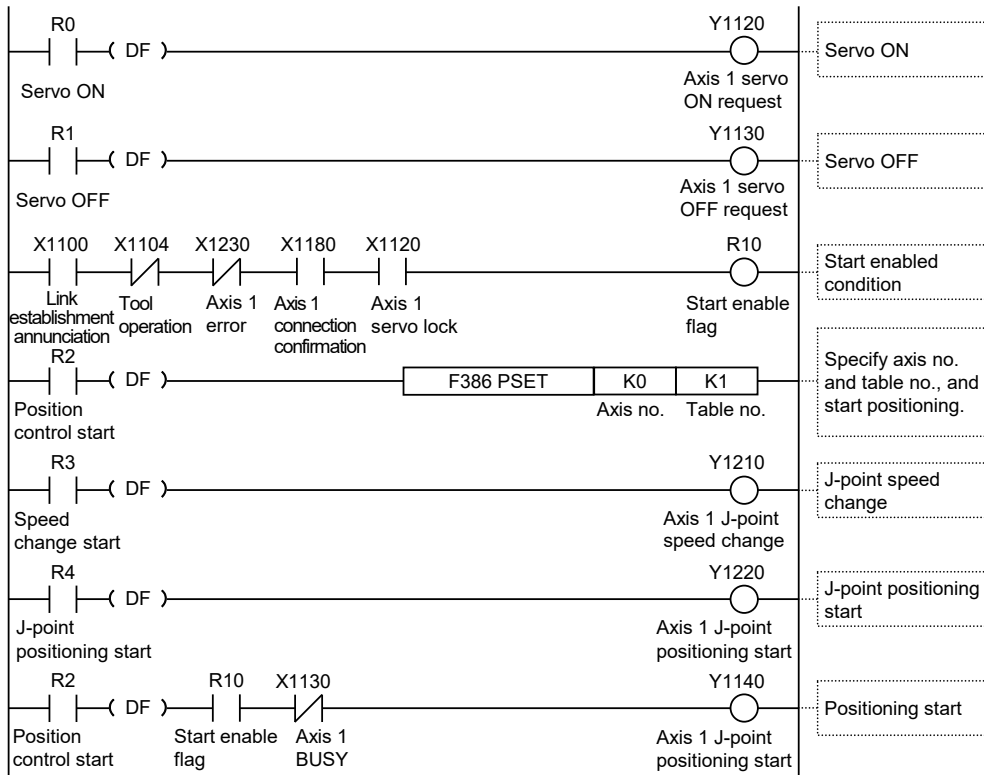 R0
Y1120
( DF )
Servo ON
Servo ON
Axis 1 servo
ON request
R1
Y1130
( DF )
Servo OFF
Servo OFF
Axis 1 servo
OFF request
X1100 X1104 X1230 X1180 X1120
R10
Start enabled
condition
Link
establishment
annunciation
Tool
operation
Axis 1
error
Axis 1
connection
confirmation
Axis 1
servo lock
Start enable
flag
R2
( DF )
F386 PSET K0 K1
Specify axis no.
and table no., and
start positioning.
Position
control start
Axis no. Table no.
R3
Y1210
( DF )
J-point speed
change
Speed
change start
Axis 1 J-point
speed change
R4
Y1220
( DF )
J-point positioning
start
J-point
positioning start
Axis 1 J-point
positioning start
R2 R10 X1130
Y1140
( DF )
Positioning start
Position
control start
Start enable
flag
Axis 1
BUSY
Axis 1 J-point
positioning start